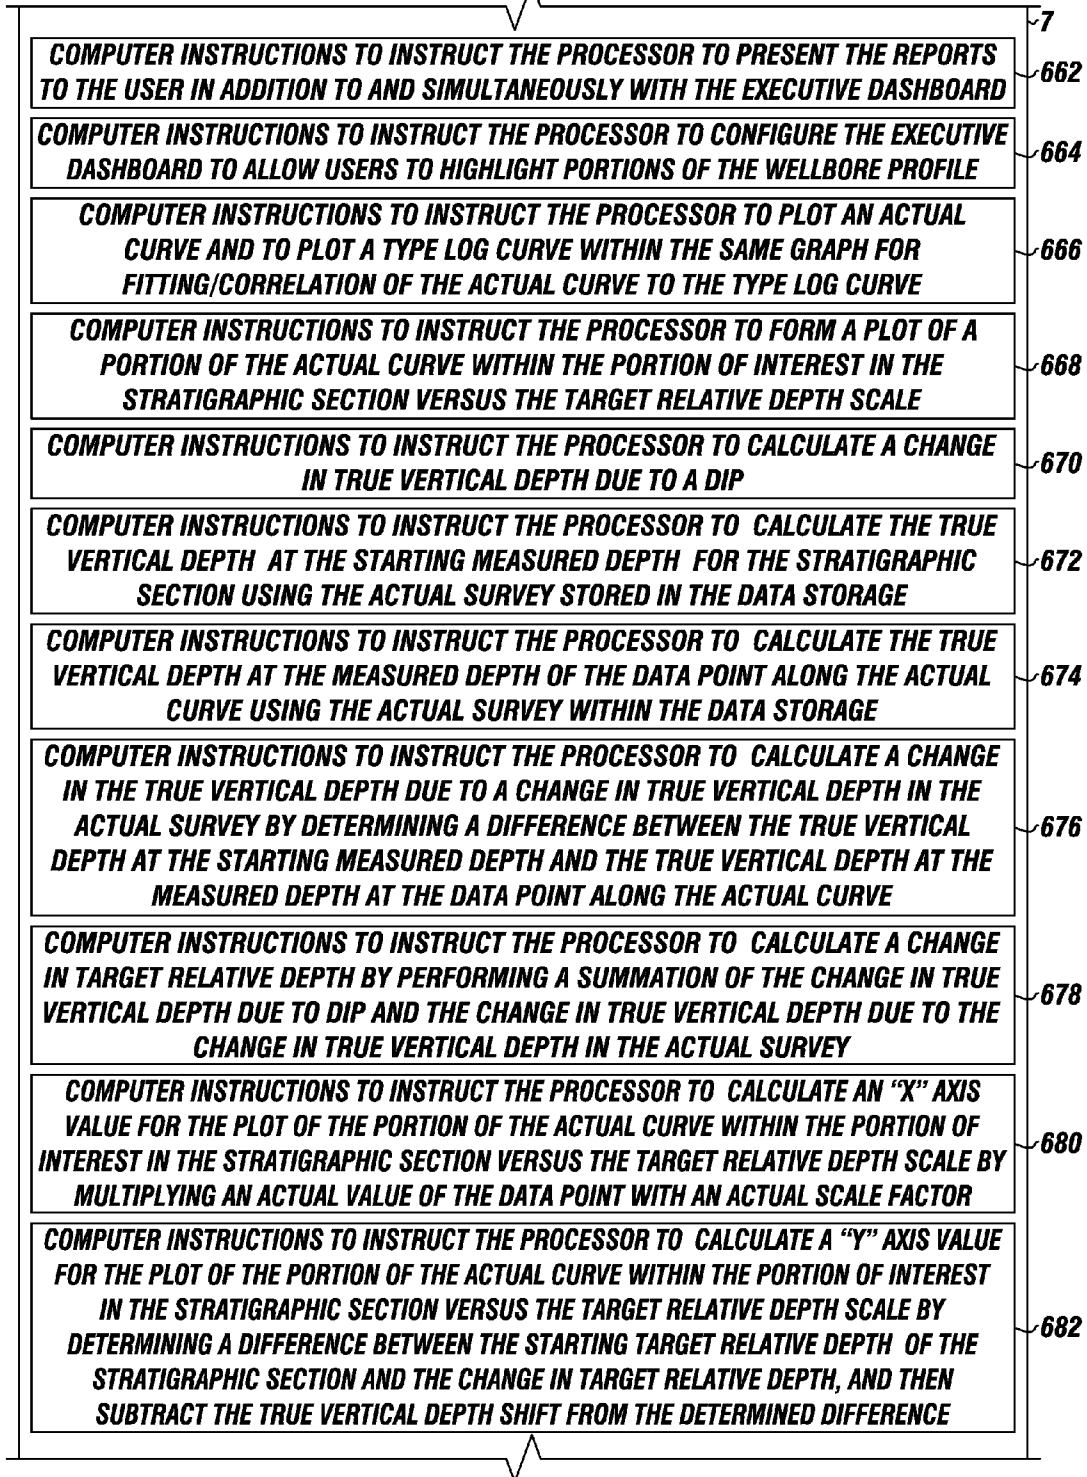 7
COMPUTER INSTRUCTIONS TO INSTRUCT THE PROCESSOR TO PRESENT THE REPORTS
TO THE USER IN ADDITION TO AND SIMULTANEOUSLY WITH THE EXECUTIVE DASHBOARD
662
COMPUTER INSTRUCTIONS TO INSTRUCT THE PROCESSOR TO CONFIGURE THE EXECUTIVE
DASHBOARD TO ALLOW USERS TO HIGHLIGHT PORTIONS OF THE WELLBORE PROFILE
664
COMPUTER INSTRUCTIONS TO INSTRUCT THE PROCESSOR TO PLOT AN ACTUAL
CURVE AND TO PLOT A TYPE LOG CURVE WITHIN THE SAME GRAPH FOR
FITTING/CORRELATION OF THE ACTUAL CURVE TO THE TYPE LOG CURVE
666
COMPUTER INSTRUCTIONS TO INSTRUCT THE PROCESSOR TO FORM A PLOT OF A
PORTION OF THE ACTUAL CURVE WITHIN THE PORTION OF INTEREST IN THE
STRATIGRAPHIC SECTION VERSUS THE TARGET RELATIVE DEPTH SCALE
668
COMPUTER INSTRUCTIONS TO INSTRUCT THE PROCESSOR TO CALCULATE A CHANGE
IN TRUE VERTICAL DEPTH DUE TO A DIP
670
COMPUTER INSTRUCTIONS TO INSTRUCT THE PROCESSOR TO CALCULATE THE TRUE
VERTICAL DEPTH AT THE STARTING MEASURED DEPTH FOR THE STRATIGRAPHIC
SECTION USING THE ACTUAL SURVEY STORED IN THE DATA STORAGE
672
COMPUTER INSTRUCTIONS TO INSTRUCT THE PROCESSOR TO CALCULATE THE TRUE
VERTICAL DEPTH AT THE MEASURED DEPTH OF THE DATA POINT ALONG THE ACTUAL
CURVE USING THE ACTUAL SURVEY WITHIN THE DATA STORAGE
674
COMPUTER INSTRUCTIONS TO INSTRUCT THE PROCESSOR TO CALCULATE A CHANGE
IN THE TRUE VERTICAL DEPTH DUE TO A CHANGE IN TRUE VERTICAL DEPTH IN THE
ACTUAL SURVEY BY DETERMINING A DIFFERENCE BETWEEN THE TRUE VERTICAL
DEPTH AT THE STARTING MEASURED DEPTH AND THE TRUE VERTICAL DEPTH AT THE
MEASURED DEPTH AT THE DATA POINT ALONG THE ACTUAL CURVE
676
COMPUTER INSTRUCTIONS TO INSTRUCT THE PROCESSOR TO CALCULATE A CHANGE
IN TARGET RELATIVE DEPTH BY PERFORMING A SUMMATION OF THE CHANGE IN TRUE
VERTICAL DEPTH DUE TO DIP AND THE CHANGE IN TRUE VERTICAL DEPTH DUE TO THE
CHANGE IN TRUE VERTICAL DEPTH IN THE ACTUAL SURVEY
678
COMPUTER INSTRUCTIONS TO INSTRUCT THE PROCESSOR TO CALCULATE AN “X” AXIS
VALUE FOR THE PLOT OF THE PORTION OF THE ACTUAL CURVE WITHIN THE PORTION OF
INTEREST IN THE STRATIGRAPHIC SECTION VERSUS THE TARGET RELATIVE DEPTH SCALE BY
MULTIPLYING AN ACTUAL VALUE OF THE DATA POINT WITH AN ACTUAL SCALE FACTOR
680
COMPUTER INSTRUCTIONS TO INSTRUCT THE PROCESSOR TO CALCULATE A “Y” AXIS VALUE
FOR THE PLOT OF THE PORTION OF THE ACTUAL CURVE WITHIN THE PORTION OF INTEREST
IN THE STRATIGRAPHIC SECTION VERSUS THE TARGET RELATIVE DEPTH SCALE BY
DETERMINING A DIFFERENCE BETWEEN THE STARTING TARGET RELATIVE DEPTH OF THE
STRATIGRAPHIC SECTION AND THE CHANGE IN TARGET RELATIVE DEPTH, AND THEN
SUBTRACT THE TRUE VERTICAL DEPTH SHIFT FROM THE DETERMINED DIFFERENCE
682